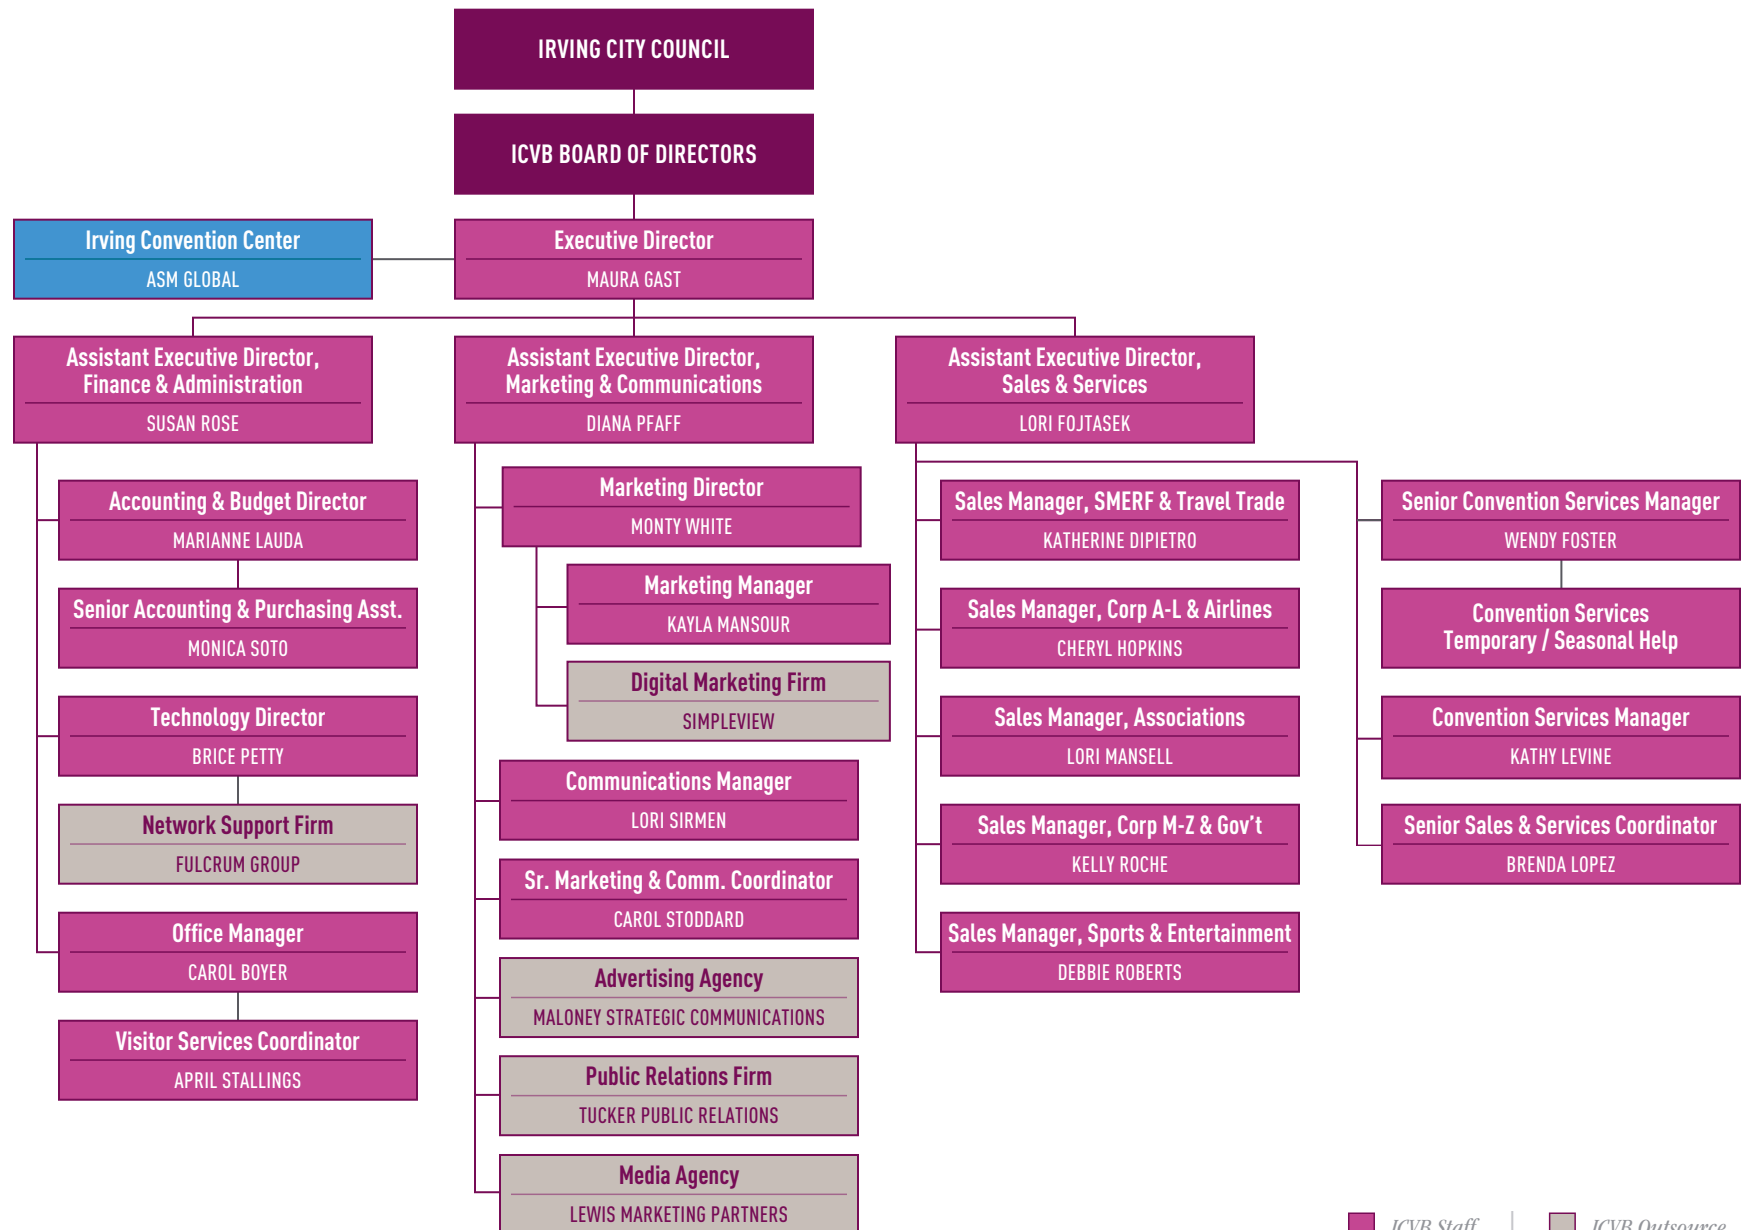 IRVING CITY COUNCIL
ICVB BOARD OF DIRECTORS
Irving Convention Center
ASM GLOBAL
Executive Director
MAURA GAST
Assistant Executive Director,
Finance & Administration
SUSAN ROSE
Assistant Executive Director,
Marketing & Communications
DIANA PFAFF
Assistant Executive Director,
Sales & Services
LORI FOJTASEK
Accounting & Budget Director
MARIANNE LAUDA
Senior Accounting & Purchasing Asst.
MONICA SOTO
Technology Director
BRICE PETTY
Network Support Firm
FULCRUM GROUP
Office Manager
CAROL BOYER
Visitor Services Coordinator
APRIL STALLINGS
Marketing Director
MONTY WHITE
Marketing Manager
KAYLA MANSOUR
Digital Marketing Firm
SIMPLEVIEW
Communications Manager
LORI SIRMEN
Sr. Marketing & Comm. Coordinator
CAROL STODDARD
Advertising Agency
MALONEY STRATEGIC COMMUNICATIONS
Public Relations Firm
TUCKER PUBLIC RELATIONS
Media Agency
LEWIS MARKETING PARTNERS
Sales Manager, SMERF & Travel Trade
KATHERINE DIPIETRO
Sales Manager, Corp A-L & Airlines
CHERYL HOPKINS
Sales Manager, Associations
LORI MANSELL
Sales Manager, Corp M-Z & Gov't
KELLY ROCHE
Sales Manager, Sports & Entertainment
DEBBIE ROBERTS
Senior Convention Services Manager
WENDY FOSTER
Convention Services
Temporary / Seasonal Help
Convention Services Manager
KATHY LEVINE
Senior Sales & Services Coordinator
BRENDA LOPEZ
ICVB Staff
ICVB Outsource